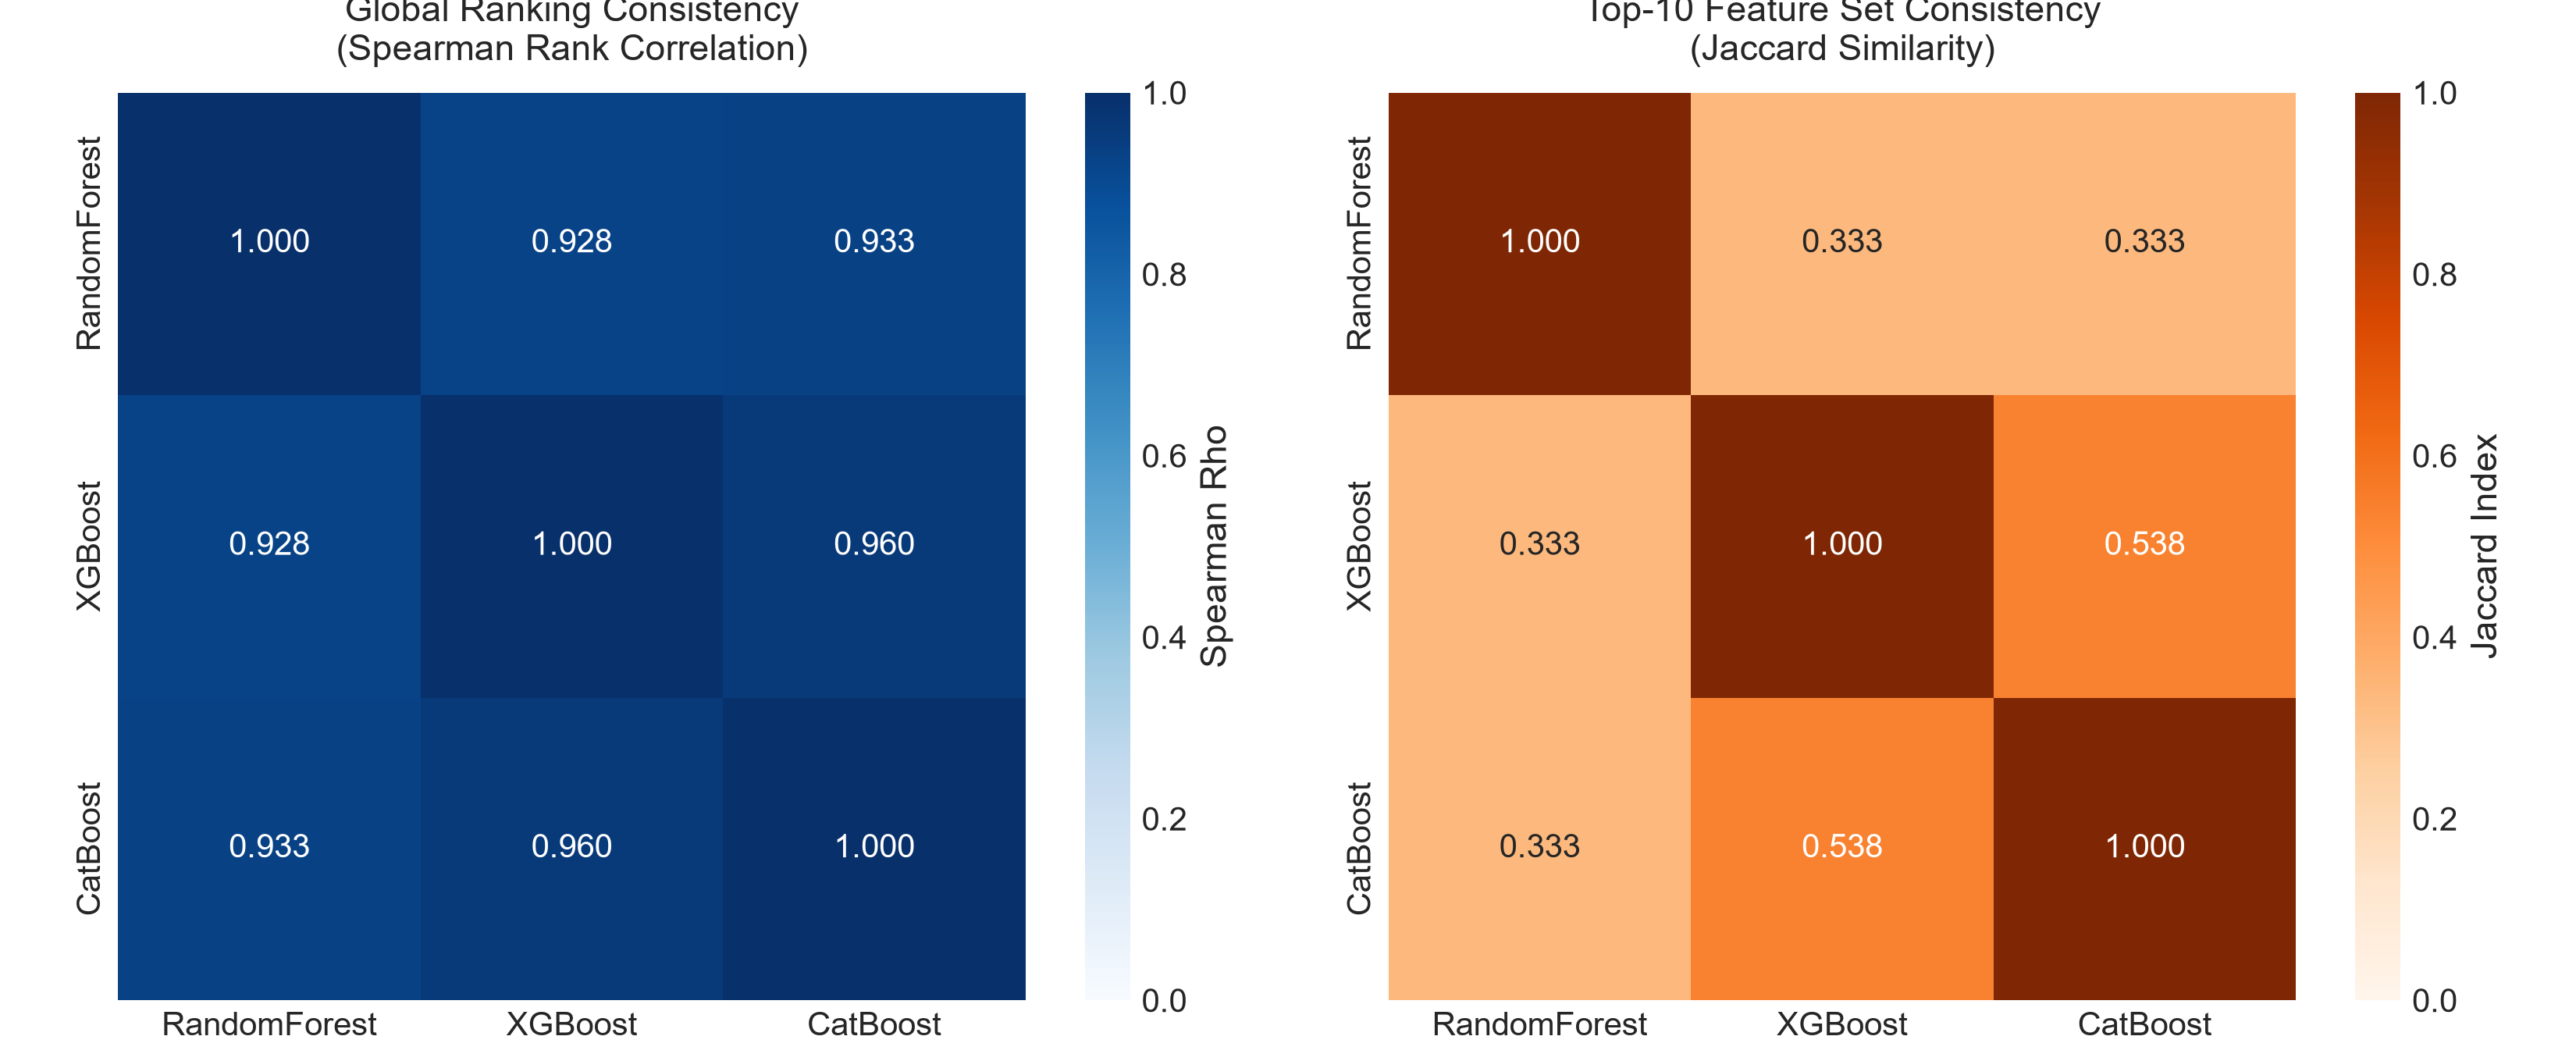 Global Ranking Consistency
(Spearman Rank Correlation)
RandomForest
XGBoost
CatBoost
1.000 0.928 0.933
0.928 1.000 0.960
0.933 0.960 1.000
RandomForest XGBoost CatBoost
1.0
0.8
0.6
0.4
0.2
0.0
Spearman Rho
Top-10 Feature Set Consistency
(Jaccard Similarity)
RandomForest
XGBoost
CatBoost
1.000 0.333 0.333
0.333 1.000 0.538
0.333 0.538 1.000
RandomForest XGBoost CatBoost
1.0
0.8
0.6
0.4
0.2
0.0
Jaccard Index